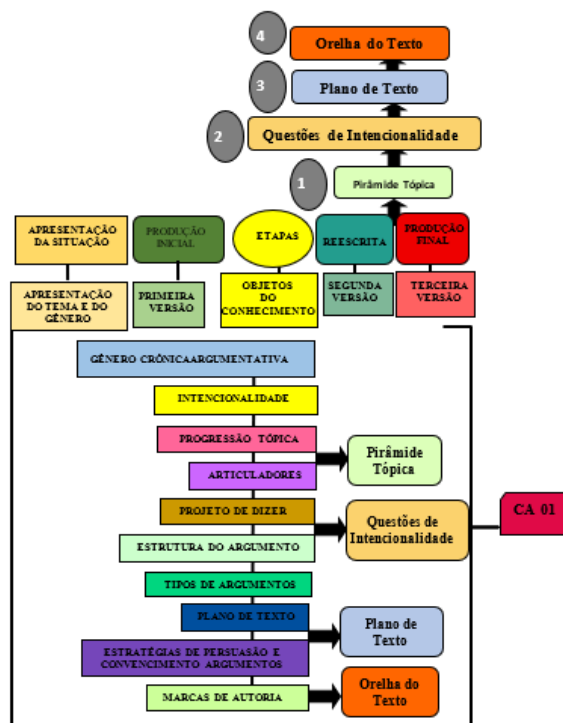 4
Orelha do Texto
3
Plano de Texto
2
Questões de Intencionalidade
1
Pirâmide Tópica
APRESENTAÇÃO
DA SITUAÇÃO
PRODUÇÃO
INICIAL
ETAPAS
REESCRITA
PRODUÇÃO
FINAL
APRESENTAÇÃO
DO TEMA E DO
GÊNERO
PRIMEIRA
VERSÃO
OBJETOS
DO
CONHECIMENTO
SEGUNDA
VERSÃO
TERCEIRA
VERSÃO
GÊNERO CRÔNICAARGUMENTATIVA
INTENCIONALIDADE
PROGRESSÃO TÓPICA
ARTICULADORES
Pirâmide
Tópica
PROJETO DE DIZER
ESTRUTURA DO ARGUMENTO
Questões de
Intencionalidade
CA 01
TIPOS DE ARGUMENTOS
PLANO DE TEXTO
ESTRATÉGIAS DE PERSUASÃO E
CONVENCIMENTO ARGUMENTOS
Plano de
Texto
MARCAS DE AUTORIA
Orelha do
Texto